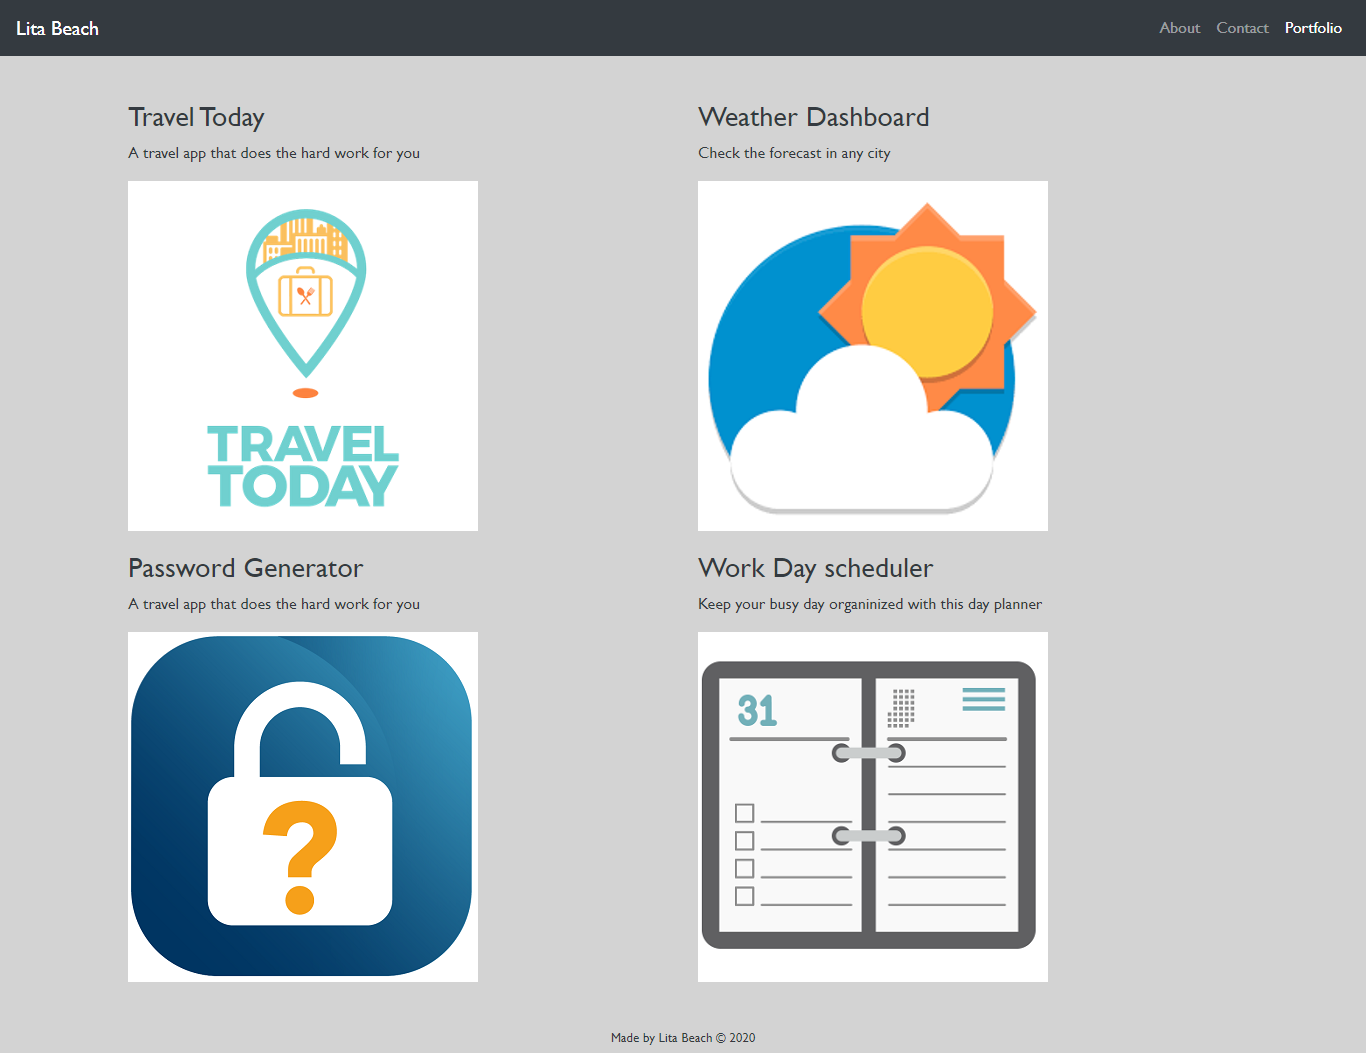 Lita Beach
About Contact Portfolio
Travel Today
A travel app that does the hard work for you
TRAVEL
TODAY
Weather Dashboard
Check the forecast in any city
Password Generator
A travel app that does the hard work for you
?
Work Day scheduler
Keep your busy day organinized with this day planner
31
Made by Lita Beach © 2020